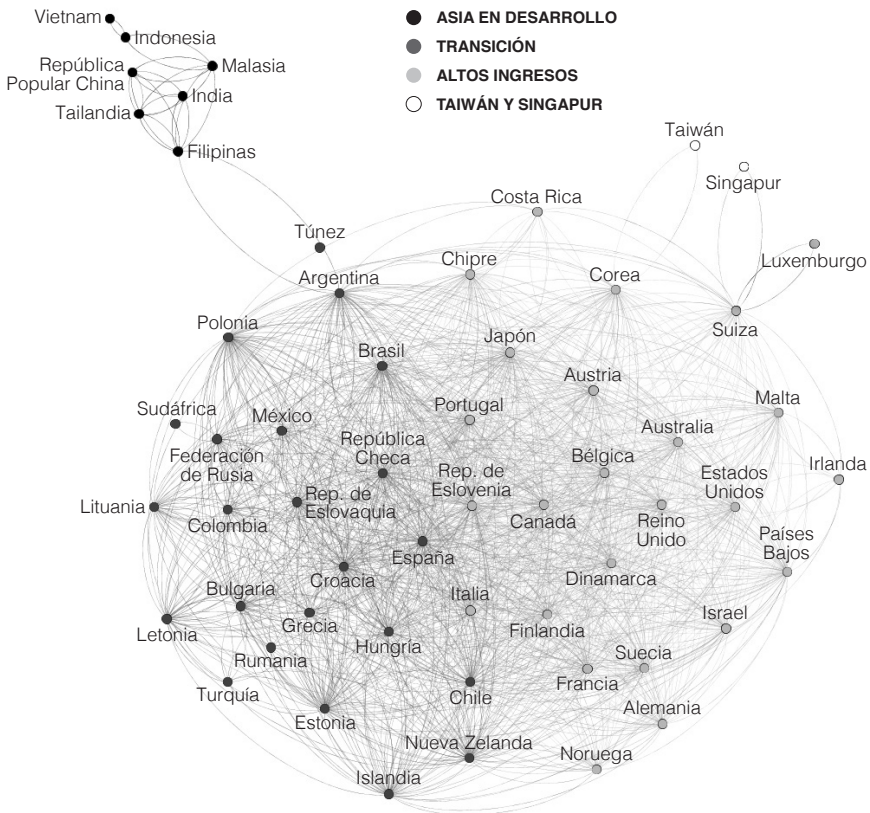 Vietnam
Indonesia
República
Popular China
Malasia
India
Tailandia
Filipinas
ASIA EN DESARROLLO
TRANSICIÓN
ALTOS INGRESOS
TAIWÁN Y SINGAPUR
Taiwán
Singapur
Costa Rica
Túnez
Luxemburgo
Chipre
Corea
Argentina
Polonia
Suiza
Japón
Brasil
Austria
Malta
Sudáfrica
México
Portugal
Australia
República
Checa
Federación
de Rusia
Bélgica
Irlanda
Rep. de
Eslovenia
Estados
Unidos
Lituania
Colombia
Rep. de
Eslovaquia
Canadá
Reino
Unido
Países
Bajos
España
Croacia
Dinamarca
Bulgaria
Italia
Israel
Letonia
Grecia
Hungría
Finlandia
Rumania
Suecia
Turquía
Chile
Francia
Estonia
Alemania
Nueva Zelanda
Noruega
Islandia